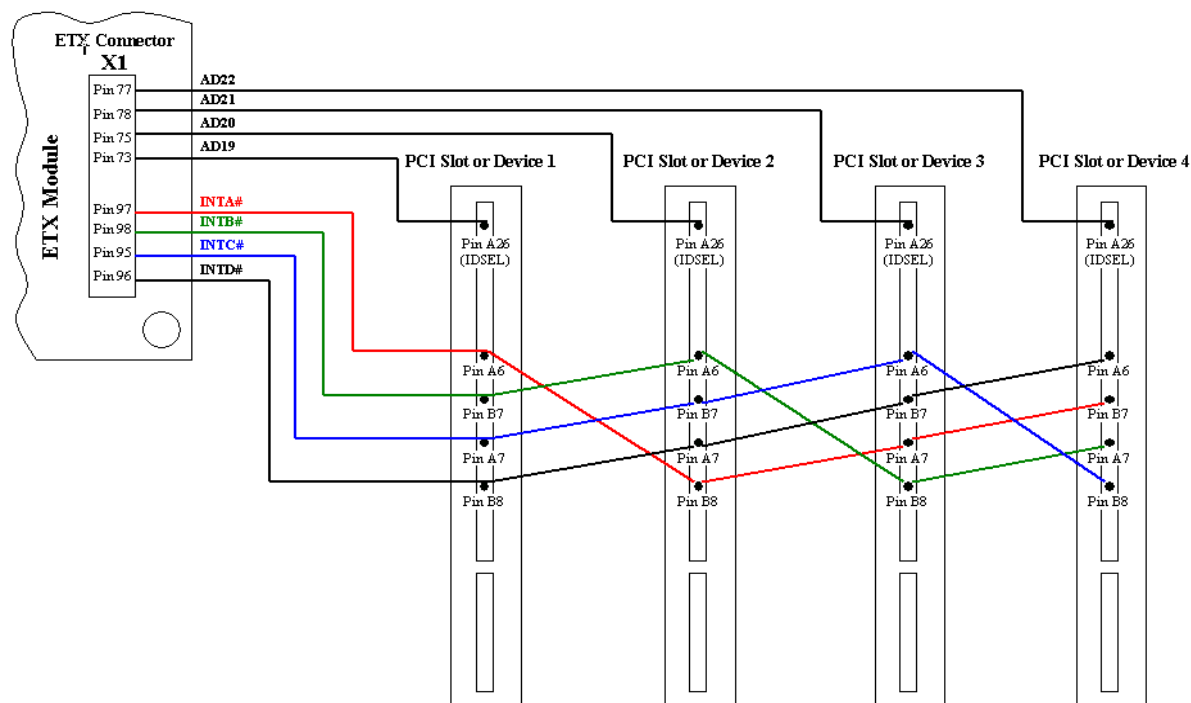 ETX Connector
X1
ETX Module
Pin 77
Pin 78
Pin 75
Pin 73
Pin 97
Pin 98
Pin 95
Pin 96
AD22
AD21
AD20
AD19
INTA#
INTB#
INTC#
INTD#
PCI Slot or Device 1
PCI Slot or Device 2
PCI Slot or Device 3
PCI Slot or Device 4
Pin A26
(IDSEL)
Pin A6
Pin B7
Pin A7
Pin B8
Pin A26
(IDSEL)
Pin A6
Pin B7
Pin A7
Pin B8
Pin A26
(IDSEL)
Pin A6
Pin B7
Pin A7
Pin B8
Pin A26
(IDSEL)
Pin A6
Pin B7
Pin A7
Pin B8